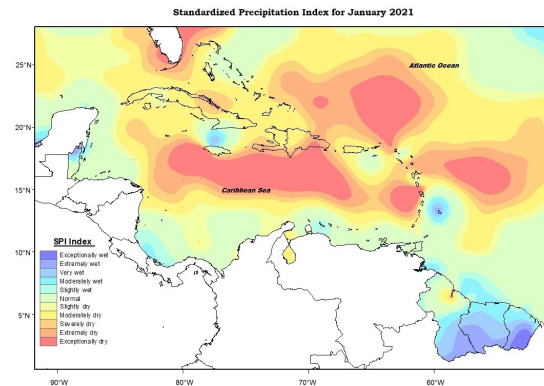 Standardized Precipitation Index for January 2021
25°N
20°N
15°N
10°N
5°N
Atlantic Ocean
Caribbean Sea
SPI Index
Exceptionally wet
Extremely wet
Very wet
Moderately wet
Slightly wet
Normal
Slightly dry
Moderately dry
Severely dry
Extremely dry
Exceptionally dry
90°W 80°W 70°W 60°W